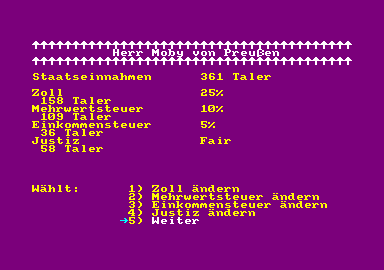 Herr Moby von Preußen
Staatseinnahmen 361 Taler
Zoll 25%
158 Taler
Mehrwertsteuer 10%
109 Taler
Einkommensteuer 5%
36 Taler
Justiz Fair
58 Taler
Wählt: 1) Zoll ändern
2) Mehrwertsteuer ändern
3) Einkommensteuer ändern
4) Justiz ändern
➔5) Weiter